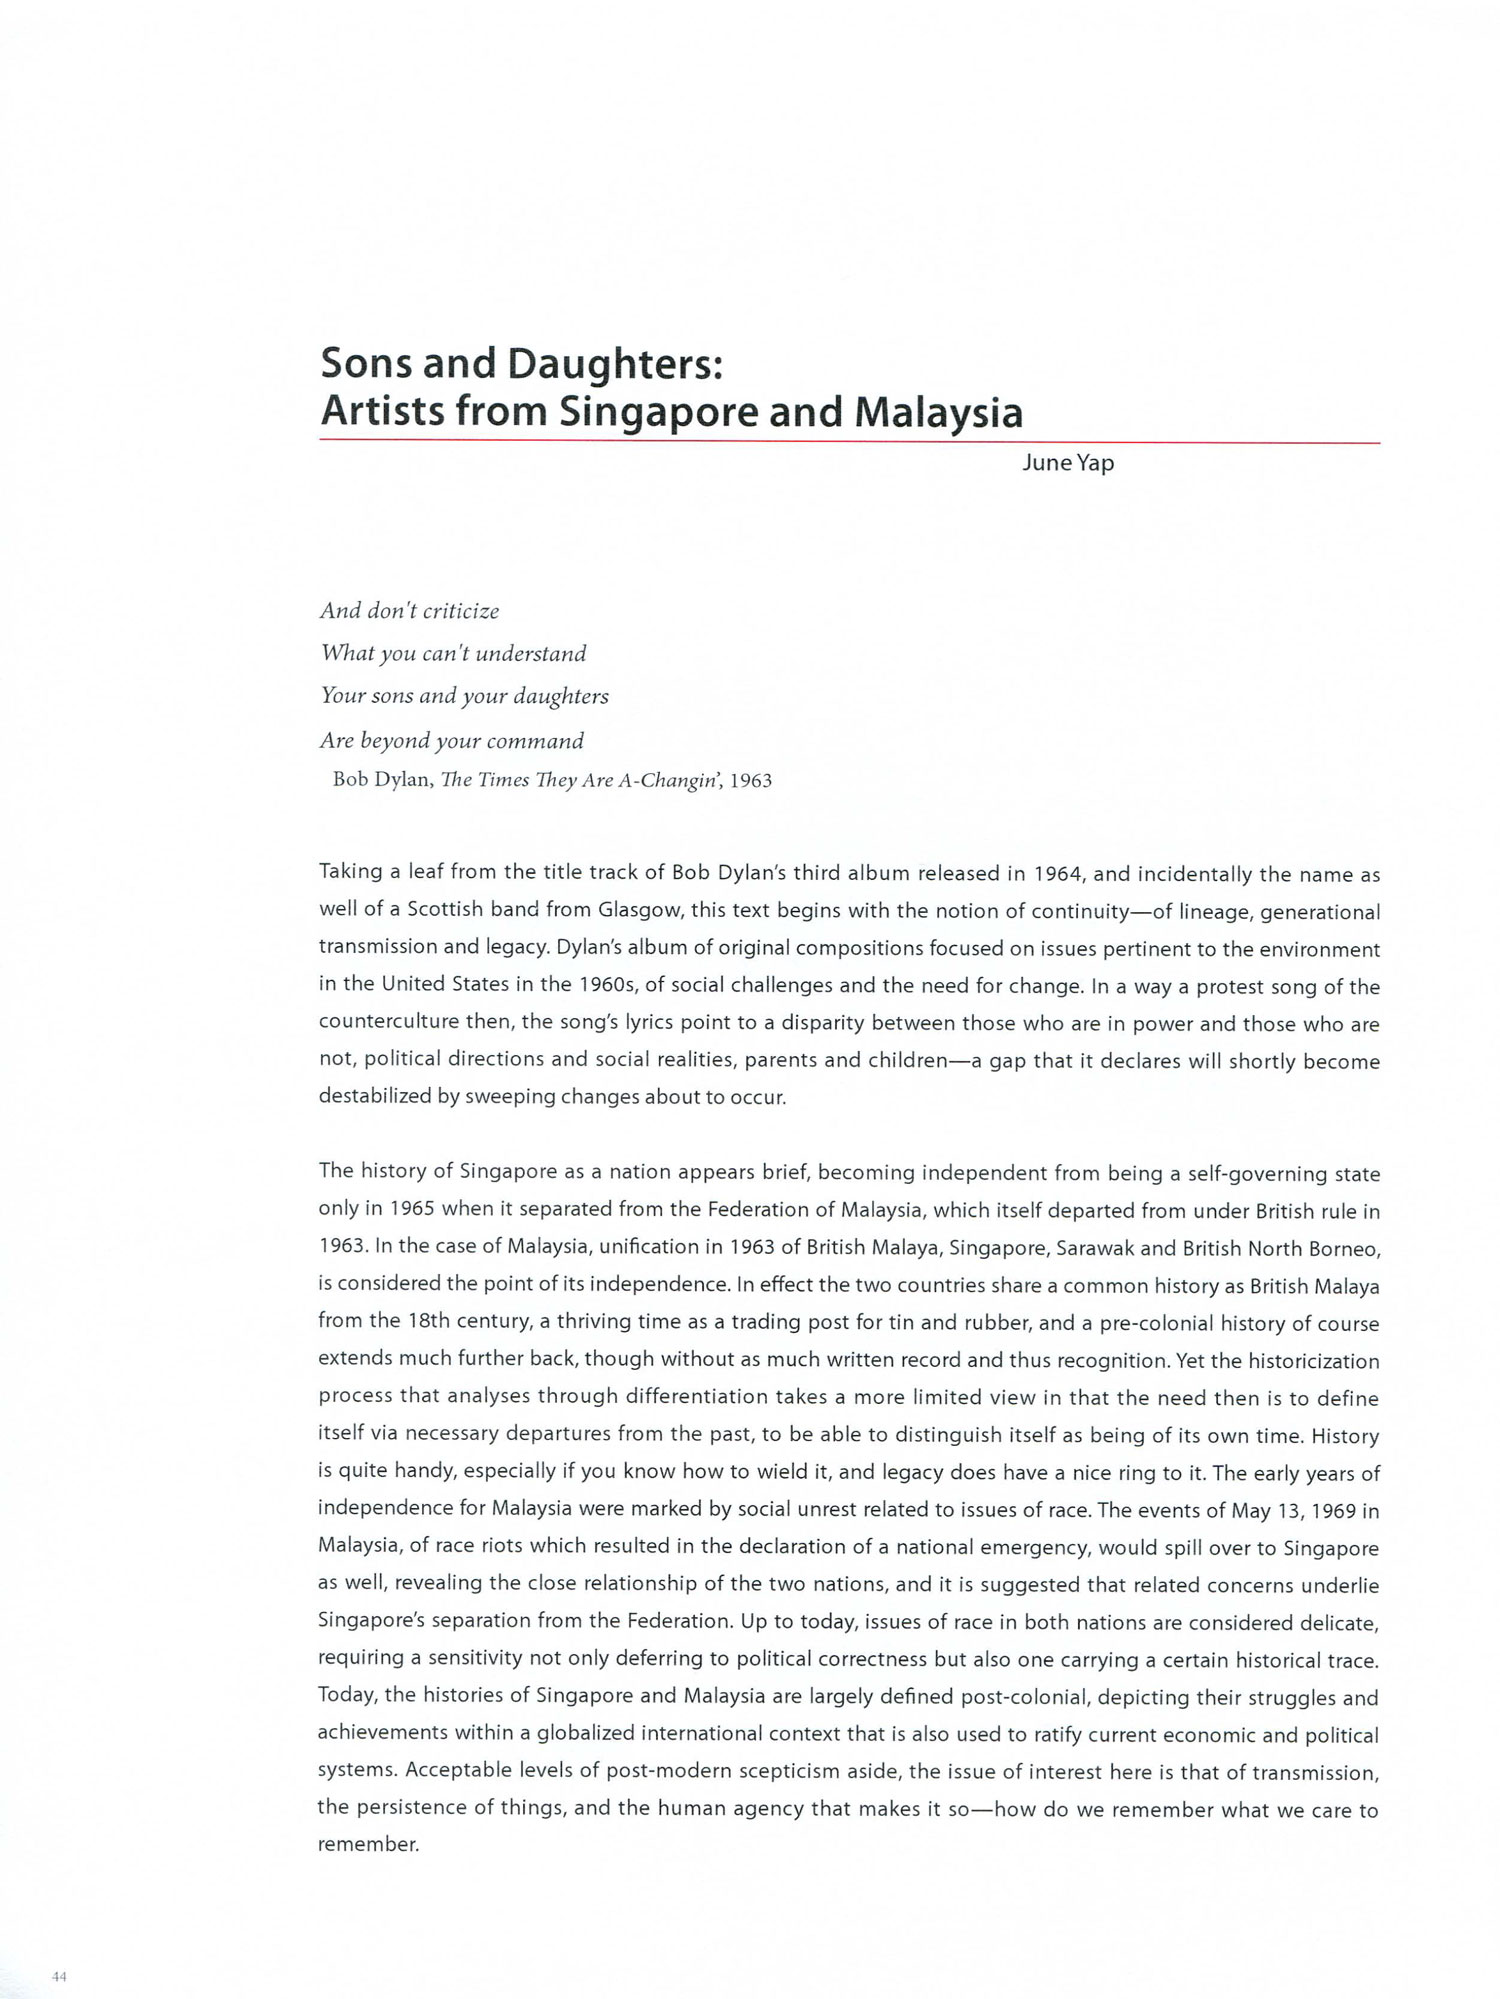 Sons and Daughters:
Artists from Singapore and Malaysia
June Yap
And don't criticize
What you can't understand
Your sons and your daughters
Are beyond your command
Bob Dylan, The Times They Are A-Changin’, 1963
Taking a leaf from the title track of Bob Dylan’s third album released in 1964, and incidentally the name as
well of a Scottish band from Glasgow, this text begins with the notion of continuity—of lineage, generational
transmission and legacy. Dylan’s album of original compositions focused on issues pertinent to the environment
in the United States in the 1960s, of social challenges and the need for change. In a way a protest song of the
counterculture then, the song’s lyrics point to a disparity between those who are in power and those who are
not, political directions and social realities, parents and children—a gap that it declares will shortly become
destabilized by sweeping changes about to occur.
The history of Singapore as a nation appears brief, becoming independent from being a self-governing state
only in 1965 when it separated from the Federation of Malaysia, which itself departed from under British rule in
1963. In the case of Malaysia, unification in 1963 of British Malaya, Singapore, Sarawak and British North Borneo,
is considered the point of its independence. In effect the two countries share a common history as British Malaya
from the 18th century, a thriving time as a trading post for tin and rubber, and a pre-colonial history of course
extends much further back, though without as much written record and thus recognition. Yet the historicization
process that analyses through differentiation takes a more limited view in that the need then is to define
itself via necessary departures from the past, to be able to distinguish itself as being of its own time. History
is quite handy, especially if you know how to wield it, and legacy does have a nice ring to it. The early years of
independence for Malaysia were marked by social unrest related to issues of race. The events of May 13, 1969 in
Malaysia, of race riots which resulted in the declaration of a national emergency, would spill over to Singapore
as well, revealing the close relationship of the two nations, and it is suggested that related concerns underlie
Singapore’s separation from the Federation. Up to today, issues of race in both nations are considered delicate,
requiring a sensitivity not only deferring to political correctness but also one carrying a certain historical trace.
Today, the histories of Singapore and Malaysia are largely defined post-colonial, depicting their struggles and
achievements within a globalized international context that is also used to ratify current economic and political
systems. Acceptable levels of post-modern scepticism aside, the issue of interest here is that of transmission,
the persistence of things, and the human agency that makes it so—how do we remember what we care to
remember.
44